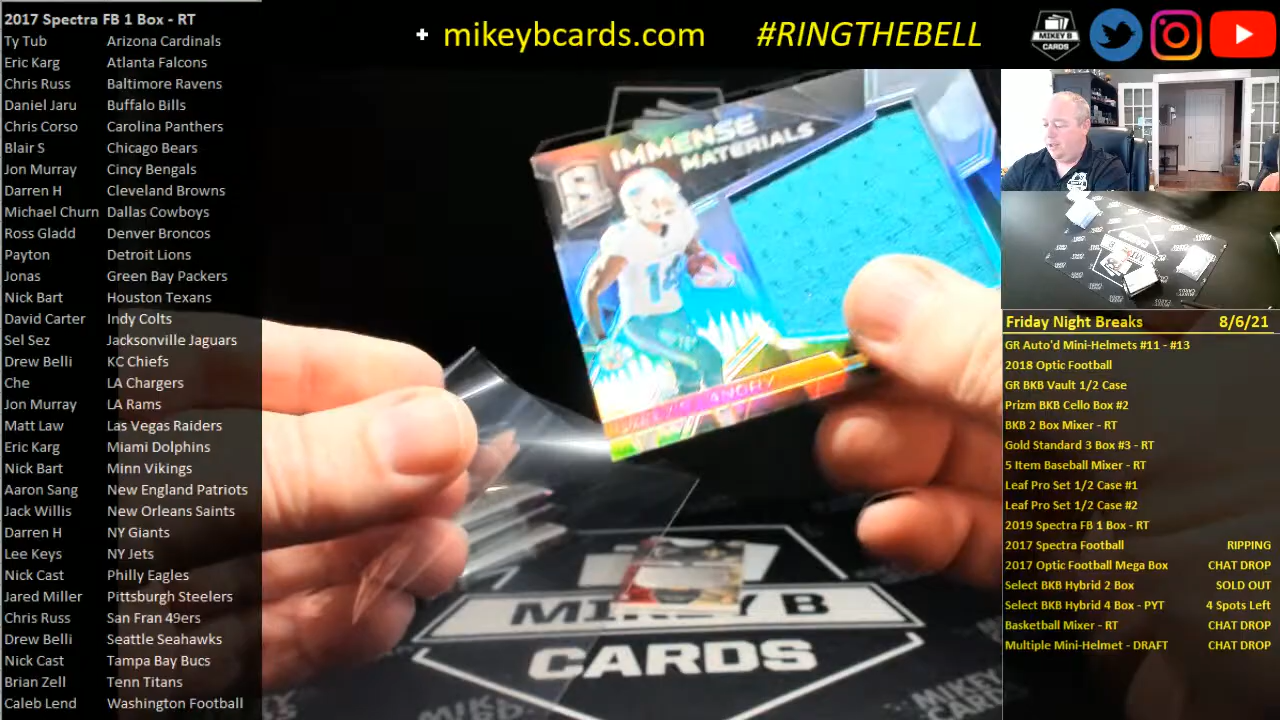 2017 Spectra FB 1 Box - RT
Ty Tub Arizona Cardinals
Eric Karg Atlanta Falcons
Chris Russ Baltimore Ravens
Daniel Jaru Buffalo Bills
Chris Corso Carolina Panthers
Blair S Chicago Bears
Jon Murray Cincy Bengals
Darren H Cleveland Browns
Michael Churn Dallas Cowboys
Ross Gladd Denver Broncos
Payton Detroit Lions
Jonas Green Bay Packers
Nick Bart Houston Texans
David Carter Indy Colts
Sel Sez Jacksonville Jaguars
Drew Belli KC Chiefs
Che LA Chargers
Jon Murray LA Rams
Matt Law Las Vegas Raiders
Eric Karg Miami Dolphins
Nick Bart Minn Vikings
Aaron Sang New England Patriots
Jack Willis New Orleans Saints
Darren H NY Giants
Lee Keys NY Jets
Nick Cast Philly Eagles
Jared Miller Pittsburgh Steelers
Chris Russ San Fran 49ers
Drew Belli Seattle Seahawks
Nick Cast Tampa Bay Bucs
Brian Zell Tenn Titans
Caleb Lend Washington Football
+ mikeybcards.com #RINGTHEBELL
MIKEY B
CARDS
IMMENSE
MATERIALS
14
LANDRY
CARDS
Friday Night Breaks 8/6/21
GR Auto'd Mini-Helmets #11 - #13
2018 Optic Football
GR BKB Vault 1/2 Case
Prizm BKB Cello Box #2
BKB 2 Box Mixer - RT
Gold Standard 3 Box #3 - RT
5 Item Baseball Mixer - RT
Leaf Pro Set 1/2 Case #1
Leaf Pro Set 1/2 Case #2
2019 Spectra FB 1 Box - RT
2017 Spectra Football RIPPING
2017 Optic Football Mega Box CHAT DROP
Select BKB Hybrid 2 Box SOLD OUT
Select BKB Hybrid 4 Box - PYT 4 Spots Left
Basketball Mixer - RT CHAT DROP
Multiple Mini-Helmet - DRAFT CHAT DROP